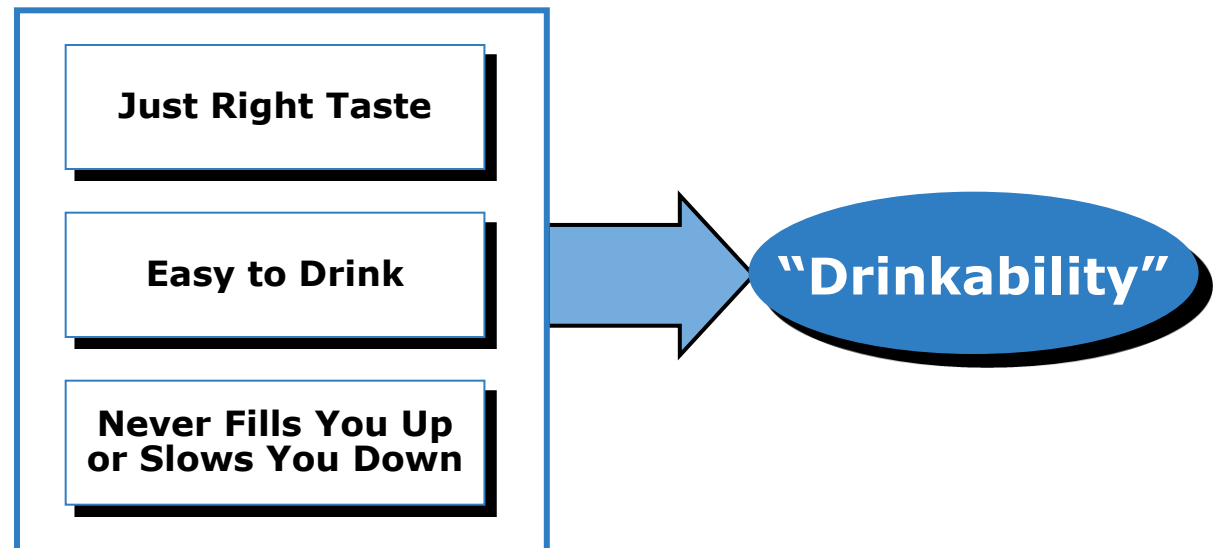 Just Right Taste
Easy to Drink
Never Fills You Up
or Slows You Down
“Drinkability”